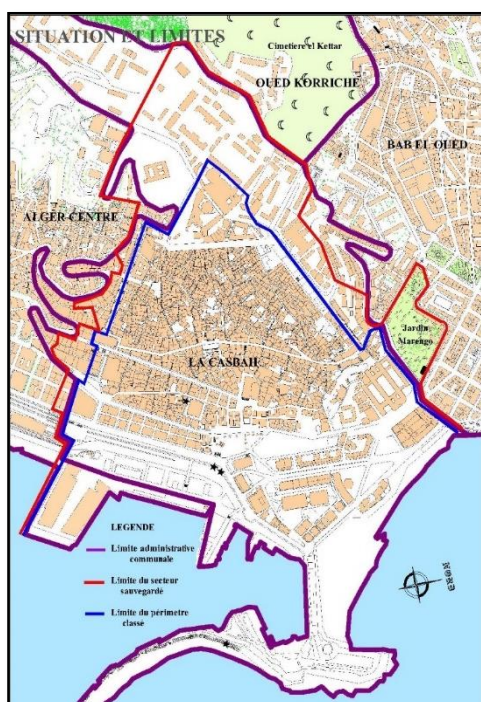 SITUATION ET LIMITES
Cimetiere el Kettar
OUED KORRICHE
BAB EL OUED
ALGER CENTRE
Jardin
Marengo
LA CASBAH
LEGENDE
Limite administrative
communale
Limite du secteur
sauvegardé
Limite du périmetre
classé
NORD